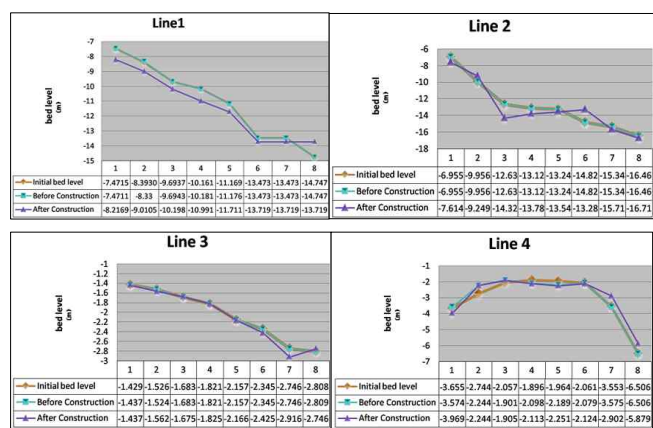 Line1
-7
-8
-9
-10
-11
-12
-13
-14
-15
bed level
(m)
1 2 3 4 5 6 7 8
Initial bed level -7.4715 -8.3930 -9.6937 -10.161 -11.169 -13.473 -13.473 -14.747
Before Construction -7.4711 -8.33 -9.6943 -10.181 -11.176 -13.473 -13.473 -14.747
After Construction -8.2169 -9.0105 -10.198 -10.991 -11.711 -13.719 -13.719 -13.719
Line 2
-6
-8
-10
-12
-14
-16
-18
bed level
(m)
1 2 3 4 5 6 7 8
Initial bed level -6.955 -9.956 -12.63 -13.12 -13.24 -14.82 -15.34 -16.46
Before Construction -6.955 -9.956 -12.63 -13.12 -13.24 -14.82 -15.34 -16.46
After Construction -7.614 -9.249 -14.32 -13.78 -13.54 -13.28 -15.71 -16.71
Line 3
-1
-1.2
-1.4
-1.6
-1.8
-2
-2.2
-2.4
-2.6
-2.8
-3
bed level
(m)
1 2 3 4 5 6 7 8
Initial bed level -1.429 -1.526 -1.683 -1.821 -2.157 -2.345 -2.746 -2.808
Before Construction -1.437 -1.524 -1.683 -1.821 -2.157 -2.345 -2.746 -2.809
After Construction -1.437 -1.562 -1.675 -1.825 -2.166 -2.425 -2.916 -2.746
Line 4
-1
-2
-3
-4
-5
-6
-7
bed level
(m)
1 2 3 4 5 6 7 8
Initial bed level -3.655 -2.744 -2.057 -1.896 -1.964 -2.061 -3.553 -6.506
Before Construction -3.574 -2.244 -1.901 -2.098 -2.189 -2.079 -3.575 -6.506
After Construction -3.969 -2.244 -1.905 -2.113 -2.251 -2.124 -2.902 -5.879